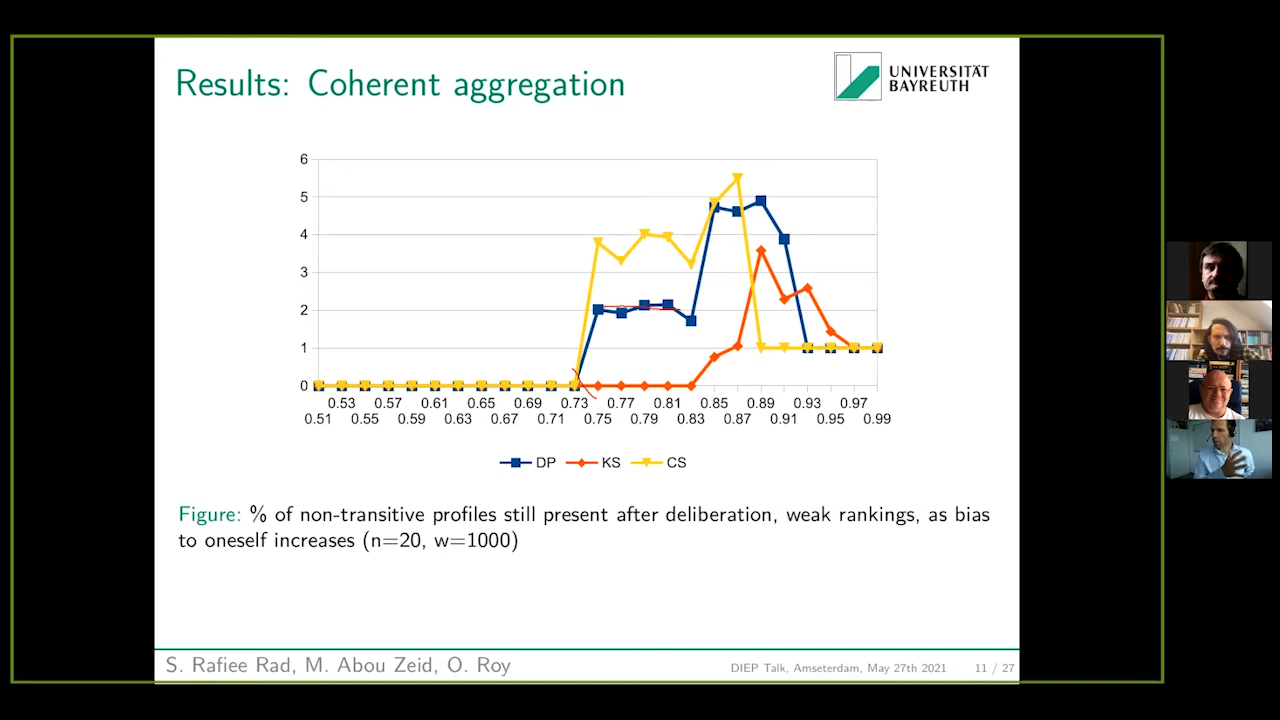 Results: Coherent aggregation
UNIVERSITÄT
BAYREUTH
6
5
4
3
2
1
0
0.53 0.57 0.61 0.65 0.69 0.73 0.77 0.81 0.85 0.89 0.93 0.97
0.51 0.55 0.59 0.63 0.67 0.71 0.75 0.79 0.83 0.87 0.91 0.95 0.99
DP KS CS
Figure: % of non-transitive profiles still present after deliberation, weak rankings, as bias
to oneself increases (n=20, w=1000)
S. Rafiee Rad, M. Abou Zeid, O. Roy
DIEP Talk, Amseterdam, May 27th 2021 11 / 27